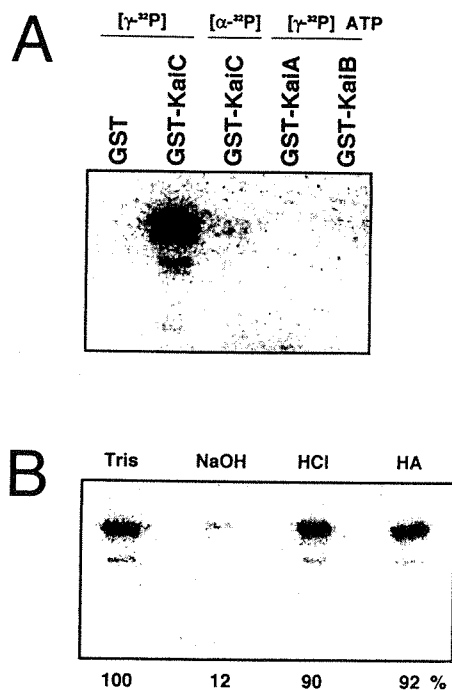 A
[γ-³²P] [α-³²P] [γ-³²P] ATP
GST
GST-KaiC
GST-KaiC
GST-KaiA
GST-KaiB
B
Tris NaOH HCl HA
100 12 90 92 %